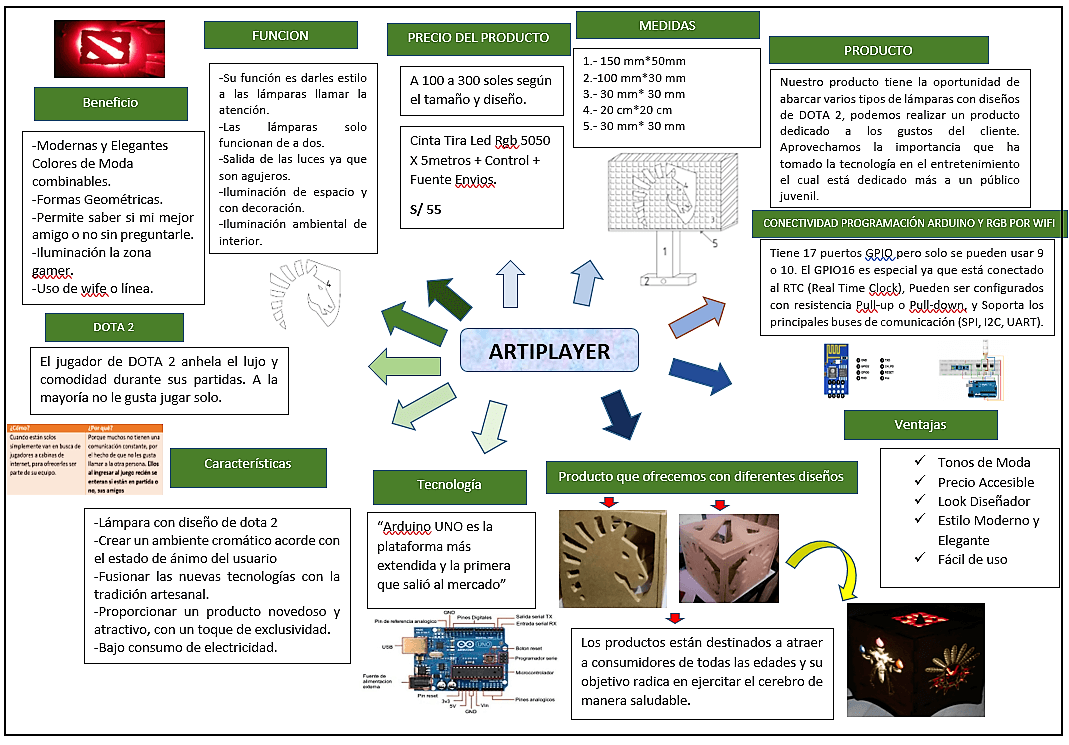 FUNCION
-Su función es darles estilo
a las lámparas llamar la
atención.
-Las lámparas solo
funcionan de a dos.
-Salida de las luces ya que
son agujeros.
-Iluminación de espacio y
con decoración.
-Iluminación ambiental de
interior.
PRECIO DEL PRODUCTO
A 100 a 300 soles según
el tamaño y diseño.
Cinta Tira Led Rgb 5050
X 5metros + Control +
Fuente Envios.
S/ 55
MEDIDAS
1.- 150 mm*50mm
2.-100 mm*30 mm
3.- 30 mm* 30 mm
4.- 20 cm*20 cm
5.- 30 mm* 30 mm
4
3
1
5
2
PRODUCTO
Nuestro producto tiene la oportunidad de
abarcar varios tipos de lámparas con diseños
de DOTA 2, podemos realizar un producto
dedicado a los gustos del cliente.
Aprovechamos la importancia que ha
tomado la tecnología en el entretenimiento
el cual está dedicado más a un público
juvenil.
CONECTIVIDAD PROGRAMACIÓN ARDUINO Y RGB POR WIFI
Tiene 17 puertos GPIO pero solo se pueden usar 9
o 10. El GPIO16 es especial ya que está conectado
al RTC (Real Time Clock), Pueden ser configurados
con resistencia Pull-up o Pull-down, y Soporta los
principales buses de comunicación (SPI, I2C, UART).
Beneficio
-Modernas y Elegantes
Colores de Moda
combinables.
-Formas Geométricas.
-Permite saber si mi mejor
amigo o no sin preguntarle.
-Iluminación la zona
gamer.
-Uso de wife o línea.
4
DOTA 2
El jugador de DOTA 2 anhela el lujo y
comodidad durante sus partidas. A la
mayoría no le gusta jugar solo.
ARTIPLAYER
¿Cómo?
Cuando están solos
simplemente van en busca de
jugadores a cabinas de
internet, para ofrecerles ser
parte de su equipo.
¿Por qué?
Porque muchos no tienen una
comunicación constante, por
el hecho de que no les gusta
llamar a la otra persona. Ellos
al ingresar al juego recién se
enteran si están en partida o
no, sus amigos
Características
-Lámpara con diseño de dota 2
-Crear un ambiente cromático acorde con
el estado de ánimo del usuario
-Fusionar las nuevas tecnologías con la
tradición artesanal.
-Proporcionar un producto novedoso y
atractivo, con un toque de exclusividad.
-Bajo consumo de electricidad.
Tecnología
"Arduino UNO es la
plataforma más
extendida y la primera
que salió al mercado"
GND
Pines Digitales
Salida serial TX
Entrada serial RX
Pin de referencia analogico
USB
Boton reset
Programador serie
Microcontrolador
Fuente de
alimentación
externa
Pin reset
3v3
5V
GND
Vin
Pines analogicos
UNO
Producto que ofrecemos con diferentes diseños
Los productos están destinados a atraer
a consumidores de todas las edades y su
objetivo radica en ejercitar el cerebro de
manera saludable.
Ventajas
✓ Tonos de Moda
✓ Precio Accesible
✓ Look Diseñador
✓ Estilo Moderno y
Elegante
✓ Fácil de uso